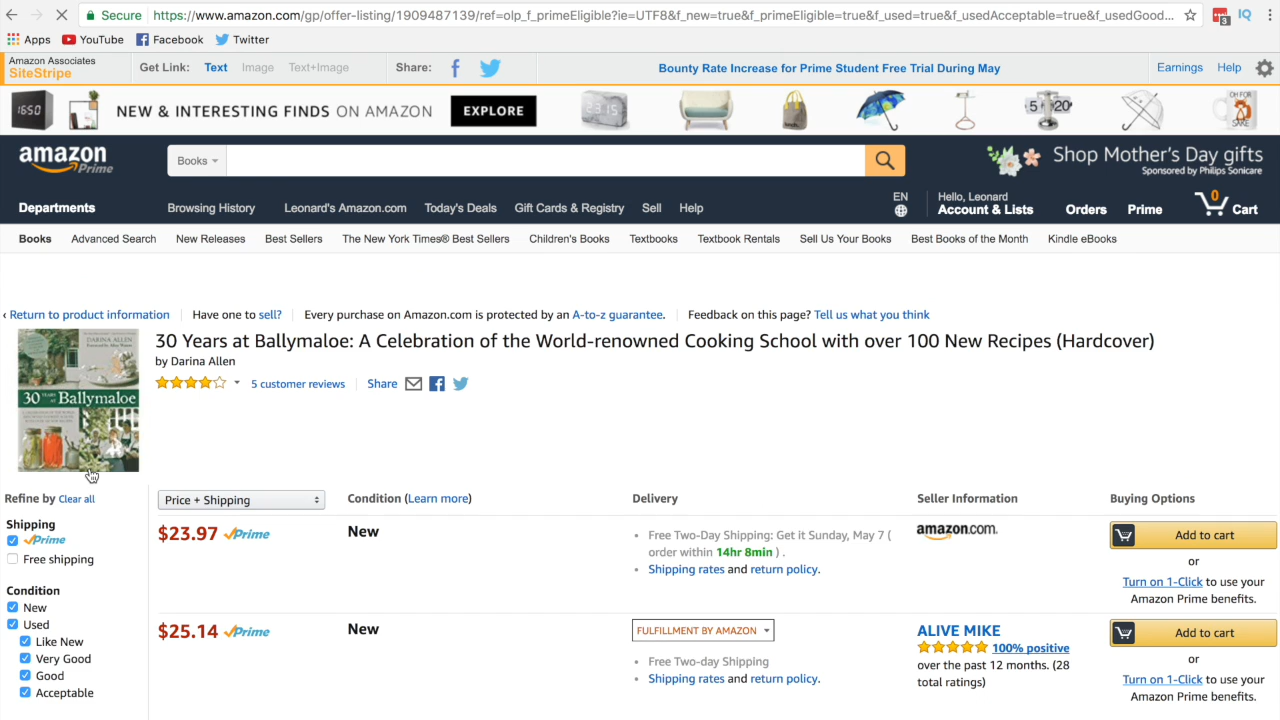 Secure https://www.amazon.com/gp/offer-listing/1909487139/ref=olp_f_primeEligible?ie=UTF8&f_new=true&f_primeEligible=true&f_used=true&f_usedAcceptable=true&f_usedGood... 3 IQ
Apps YouTube Facebook Twitter
Amazon Associates
SiteStripe
Get Link: Text Image Text+Image Share: Bounty Rate Increase for Prime Student Free Trial During May Earnings Help
NEW & INTERESTING FINDS ON AMAZON EXPLORE
amazon Prime
Books
Shop Mother's Day gifts
Sponsored by Philips Sonicare
Departments Browsing History Leonard's Amazon.com Today's Deals Gift Cards & Registry Sell Help
EN
Hello, Leonard
Account & Lists
Orders Prime 0 Cart
Books Advanced Search New Releases Best Sellers The New York Times® Best Sellers Children's Books Textbooks Textbook Rentals Sell Us Your Books Best Books of the Month Kindle eBooks
‹ Return to product information Have one to sell? Every purchase on Amazon.com is protected by an A-to-z guarantee. Feedback on this page? Tell us what you think
DARINA ALLEN
30 YEARS AT Ballymaloe
30 Years at Ballymaloe: A Celebration of the World-renowned Cooking School with over 100 New Recipes (Hardcover)
by Darina Allen
5 customer reviews Share
Refine by Clear all
Shipping
Prime
Free shipping
Condition
New
Used
Like New
Very Good
Good
Acceptable
Price + Shipping Condition (Learn more) Delivery Seller Information Buying Options
$23.97 Prime New
Free Two-Day Shipping: Get it Sunday, May 7 (
order within 14hr 8min ) .
Shipping rates and return policy.
amazon.com.
Add to cart
or
Turn on 1-Click to use your
Amazon Prime benefits.
$25.14 Prime New
FULFILLMENT BY AMAZON
Free Two-day Shipping
Shipping rates and return policy.
ALIVE MIKE
100% positive
over the past 12 months. (28
total ratings)
Add to cart
or
Turn on 1-Click to use your
Amazon Prime benefits.